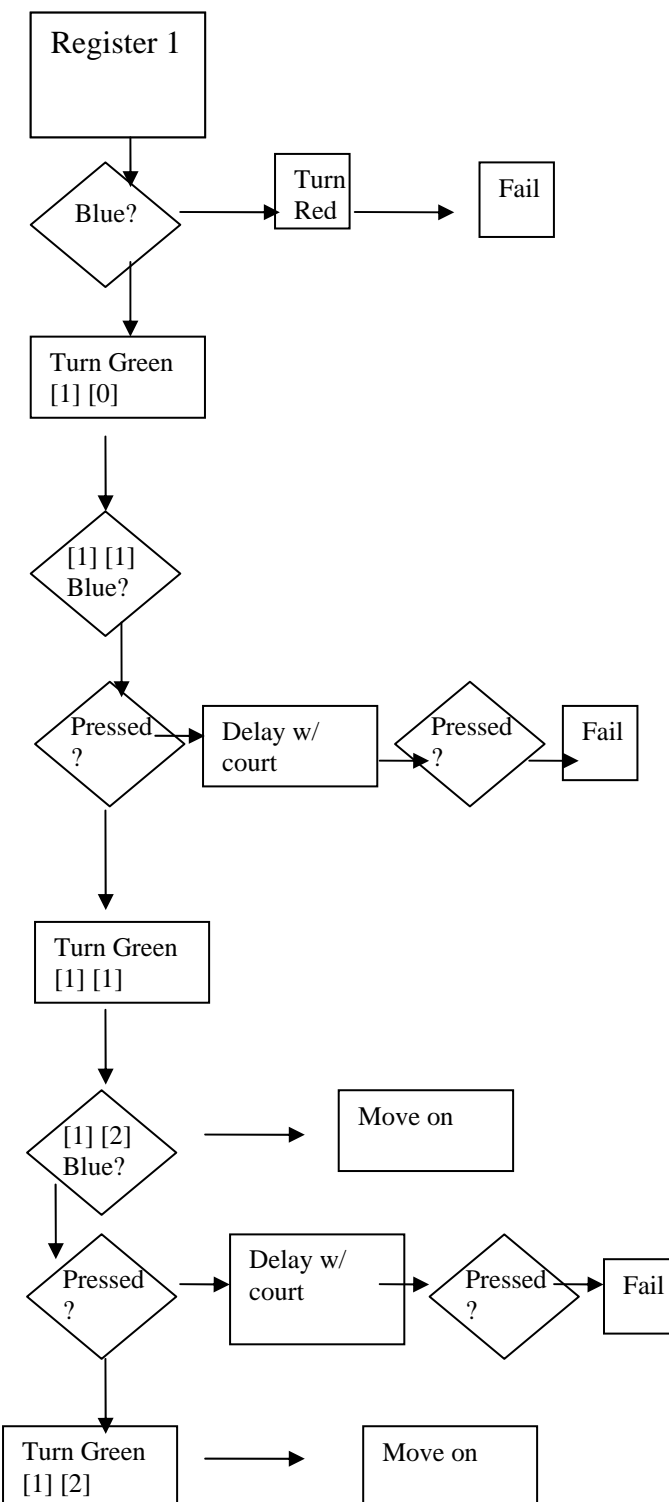 Register 1
Blue?
Turn
Red
Fail
Turn Green
[1] [0]
[1] [1]
Blue?
Pressed
?
Delay w/
court
Pressed
?
Fail
Turn Green
[1] [1]
[1] [2]
Blue?
Move on
Pressed
?
Delay w/
court
Pressed
?
Fail
Turn Green
[1] [2]
Move on